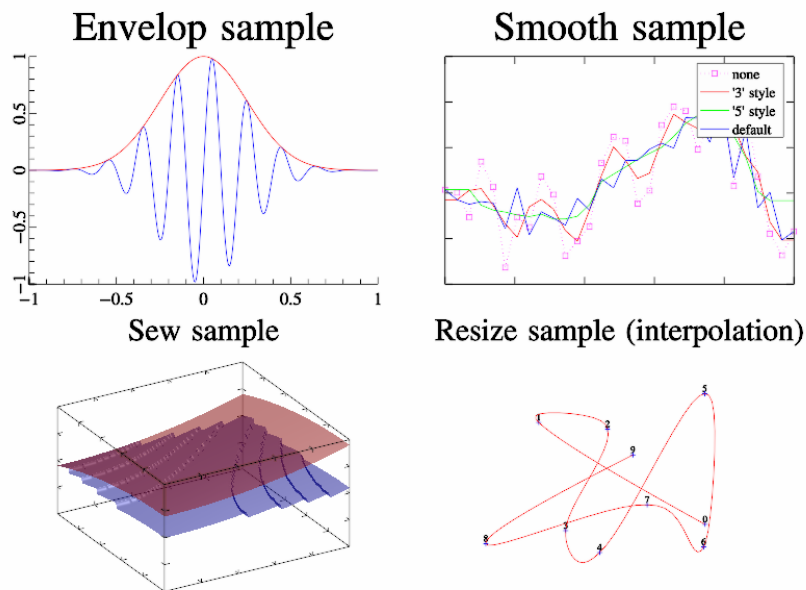 Envelop sample
1
0.5
0
−0.5
−1
−1
−0.5
0
0.5
1
Smooth sample
none
'3' style
'5' style
default
Sew sample
Resize sample (interpolation)
5
1
2
9
7
0
3
8
6
4